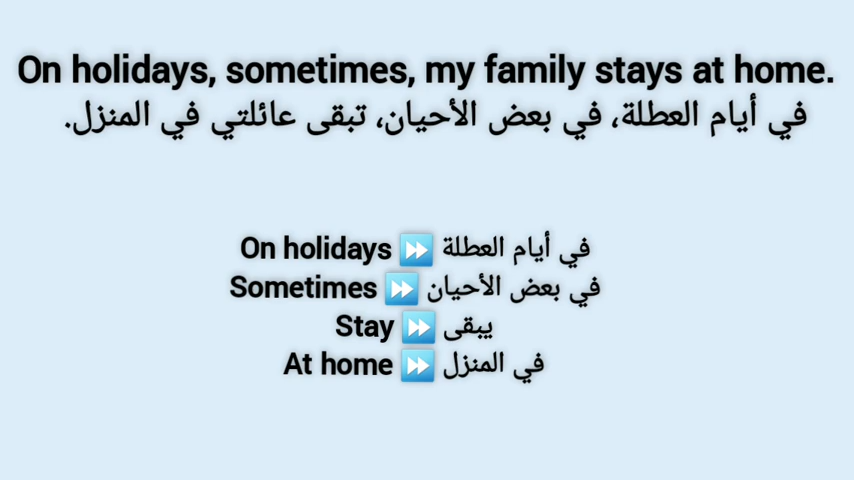 On holidays, sometimes, my family stays at home.
في أيام العطلة، في بعض الأحيان، تبقى عائلتي في المنزل.
On holidays ⏩ في أيام العطلة
Sometimes ⏩ في بعض الأحيان
Stay ⏩ يبقى
At home ⏩ في المنزل